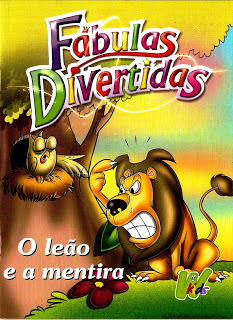 Fábulas
Divertidas
O leão
e a mentira
kids